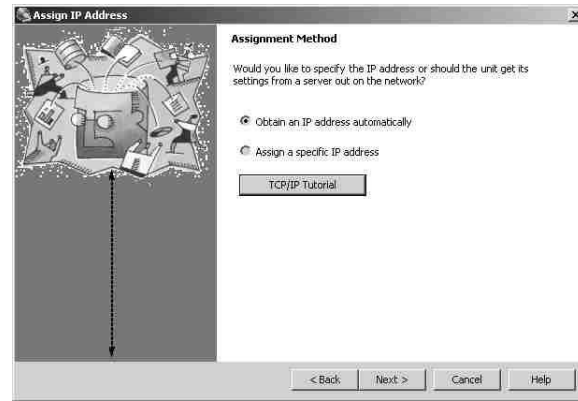 Assign IP Address
Assignment Method
Would you like to specify the IP address or should the unit get its
settings from a server out on the network?
Obtain an IP address automatically
Assign a specific IP address
TCP/IP Tutorial
< Back
Next >
Cancel
Help